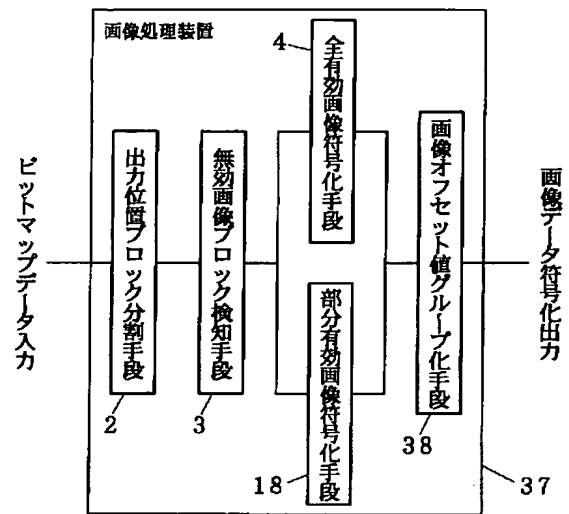 画像処理装置
ビットマップデータ入力
出力位置ブロック分割手段
2
無効画像ブロック検知手段
3
4
全有効画像符号化手段
部分有効画像符号化手段
18
画像オフセット値グループ化手段
38
37
画像データ符号化出力